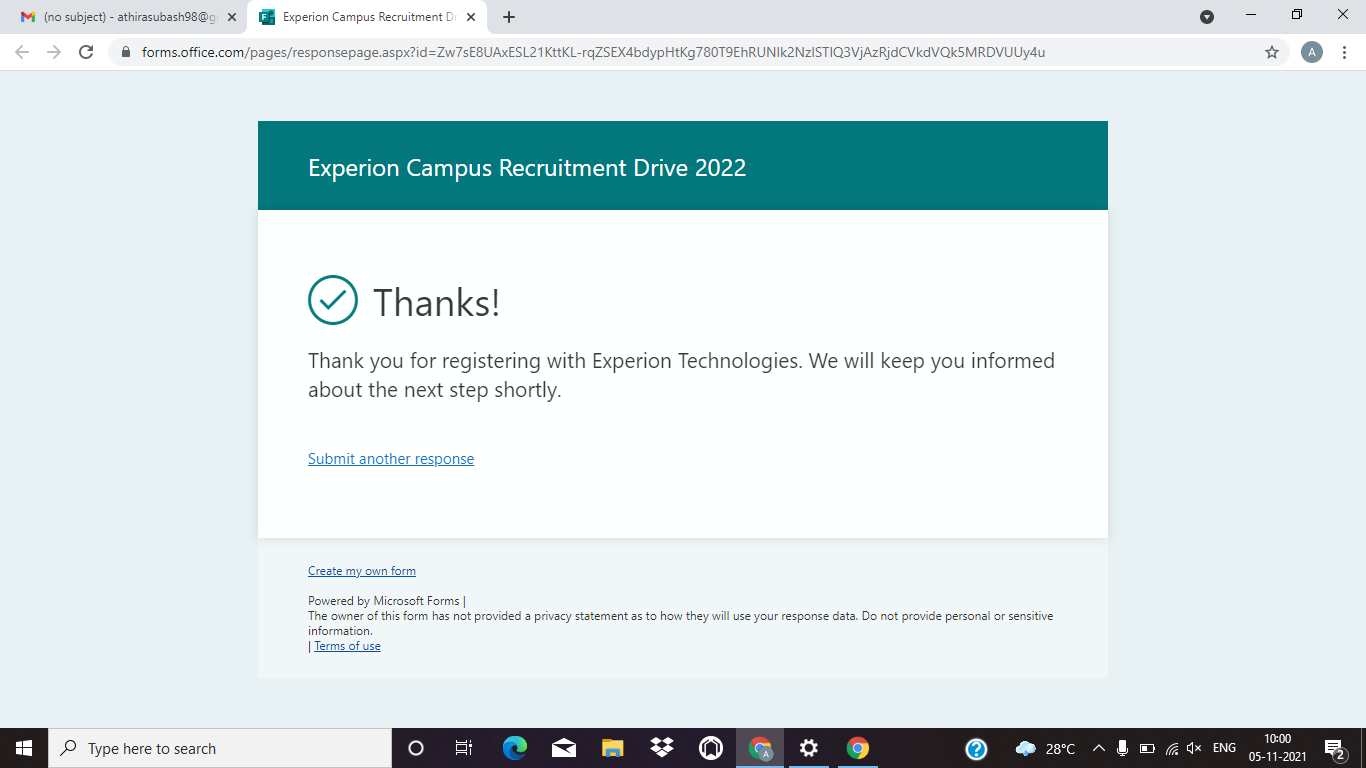 (no subject) - athirasubash98@g
Experion Campus Recruitment Dr
forms.office.com/pages/responsepage.aspx?id=Zw7sE8UAxESL21KttKL-rqZSEX4bdypHtKg780T9EhRUNlk2NzlSTlQ3VjAzRjdCVkdVQk5MRDVUUy4u
A
Experion Campus Recruitment Drive 2022
Thanks!
Thank you for registering with Experion Technologies. We will keep you informed
about the next step shortly.
Submit another response
Create my own form
Powered by Microsoft Forms |
The owner of this form has not provided a privacy statement as to how they will use your response data. Do not provide personal or sensitive
information.
| Terms of use
Type here to search
A
28°C
ENG
10:00
05-11-2021
2